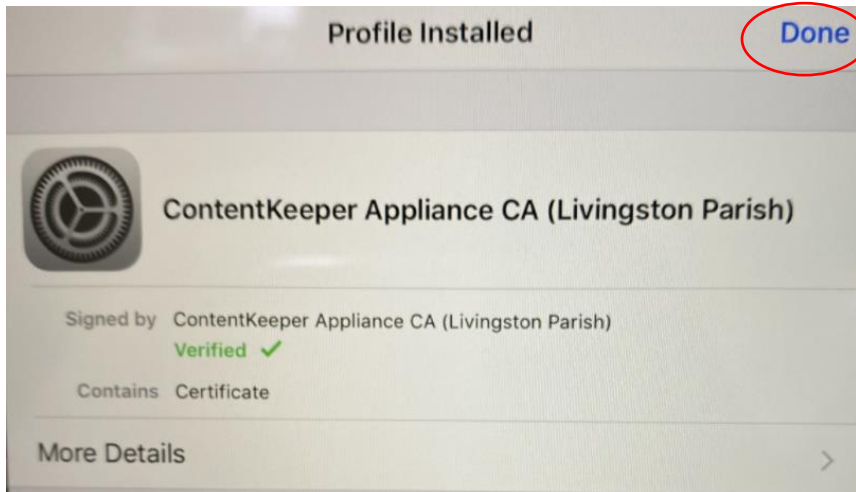 Profile Installed
Done
ContentKeeper Appliance CA (Livingston Parish)
Signed by ContentKeeper Appliance CA (Livingston Parish)
Verified ✓
Contains Certificate
More Details